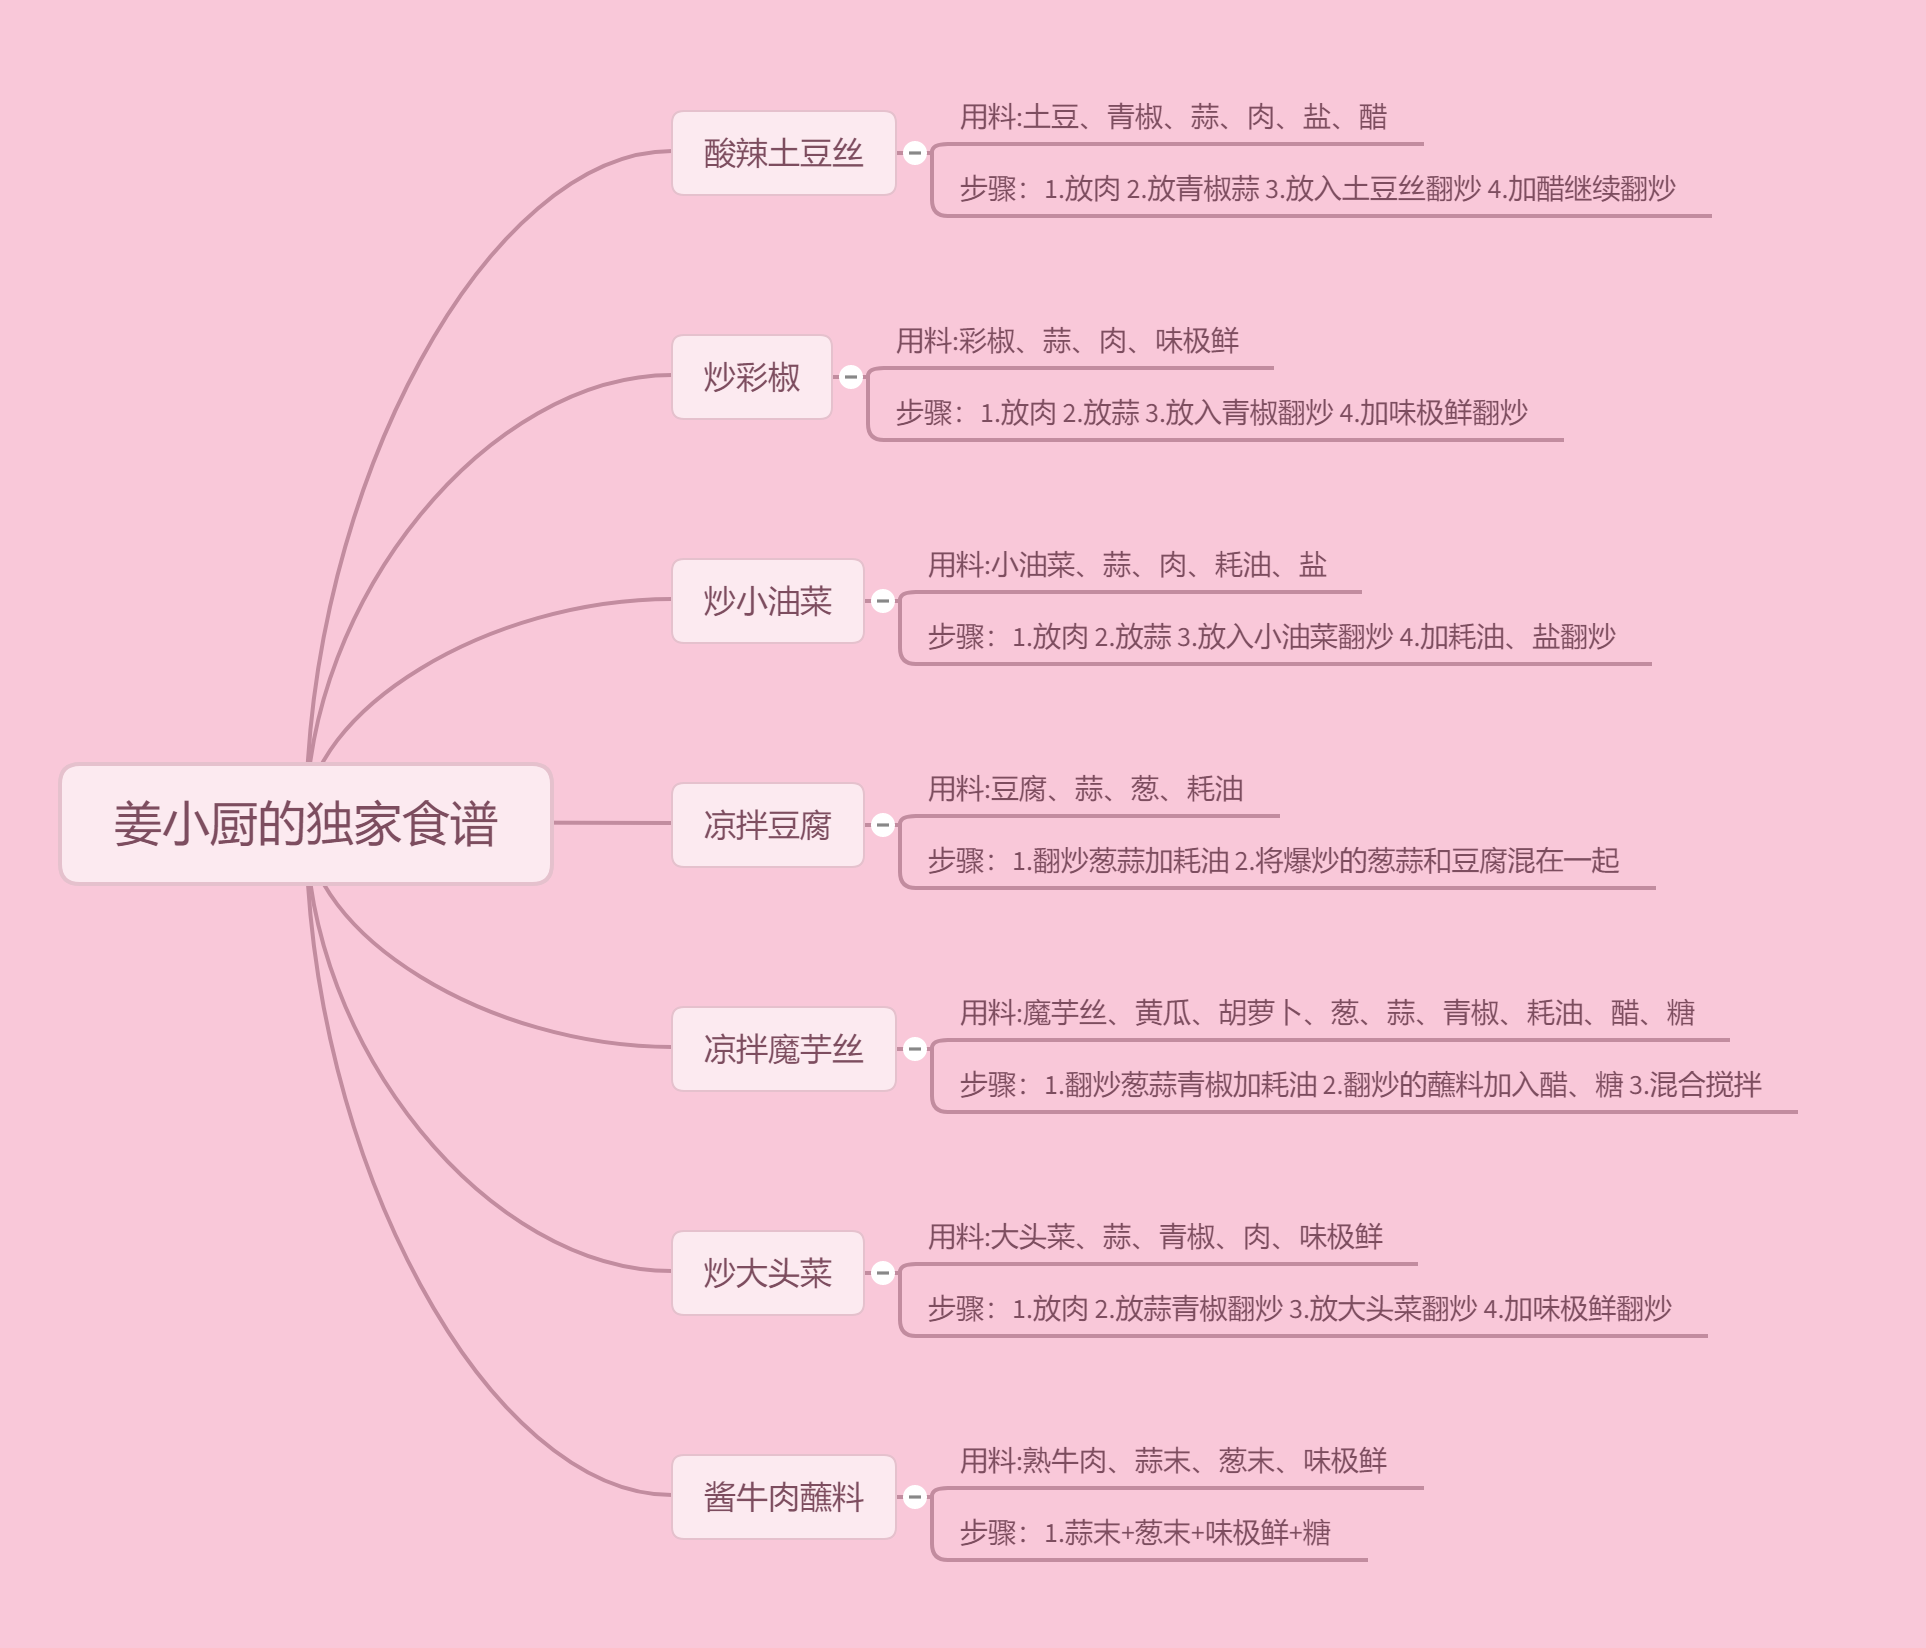 姜小厨的独家食谱
酸辣土豆丝
用料:土豆、青椒、蒜、肉、盐、醋
步骤：1.放肉 2.放青椒蒜 3.放入土豆丝翻炒 4.加醋继续翻炒
炒彩椒
用料:彩椒、蒜、肉、味极鲜
步骤：1.放肉 2.放蒜 3.放入青椒翻炒 4.加味极鲜翻炒
炒小油菜
用料:小油菜、蒜、肉、耗油、盐
步骤：1.放肉 2.放蒜 3.放入小油菜翻炒 4.加耗油、盐翻炒
凉拌豆腐
用料:豆腐、蒜、葱、耗油
步骤：1.翻炒葱蒜加耗油 2.将爆炒的葱蒜和豆腐混在一起
凉拌魔芋丝
用料:魔芋丝、黄瓜、胡萝卜、葱、蒜、青椒、耗油、醋、糖
步骤：1.翻炒葱蒜青椒加耗油 2.翻炒的蘸料加入醋、糖 3.混合搅拌
炒大头菜
用料:大头菜、蒜、青椒、肉、味极鲜
步骤：1.放肉 2.放蒜青椒翻炒 3.放大头菜翻炒 4.加味极鲜翻炒
酱牛肉蘸料
用料:熟牛肉、蒜末、葱末、味极鲜
步骤：1.蒜末+葱末+味极鲜+糖